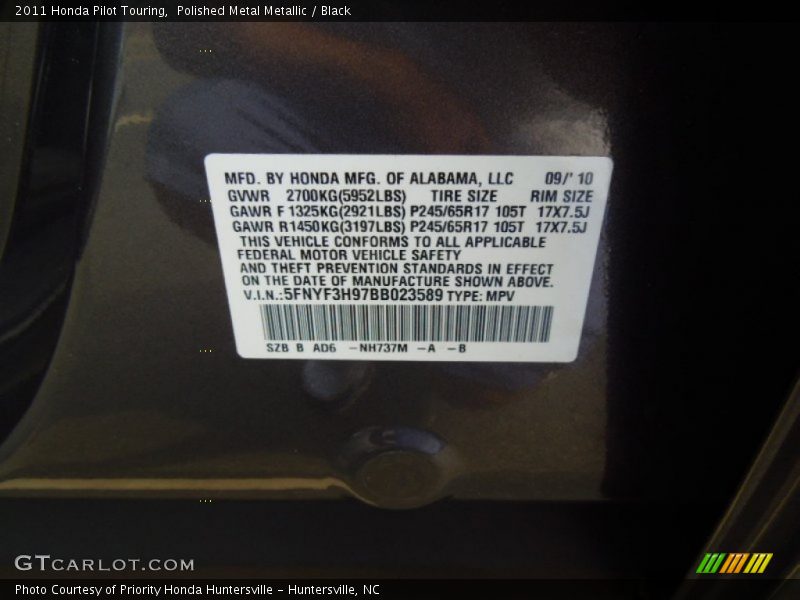 2011 Honda Pilot Touring,  Polished Metal Metallic / Black
MFD. BY HONDA MFG. OF ALABAMA, LLC 09/' 10
GVWR 2700KG(5952LBS) TIRE SIZE RIM SIZE
GAWR F 1325KG(2921LBS) P245/65R17 105T 17X7.5J
GAWR R1450KG(3197LBS) P245/65R17 105T 17X7.5J
THIS VEHICLE CONFORMS TO ALL APPLICABLE
FEDERAL MOTOR VEHICLE SAFETY
AND THEFT PREVENTION STANDARDS IN EFFECT
ON THE DATE OF MANUFACTURE SHOWN ABOVE.
V.I.N.:5FNYF3H97BB023589 TYPE: MPV
SZB B AD6 -NH737M -A -B
GTCARLOT.COM
Photo Courtesy of Priority Honda Huntersville - Huntersville, NC